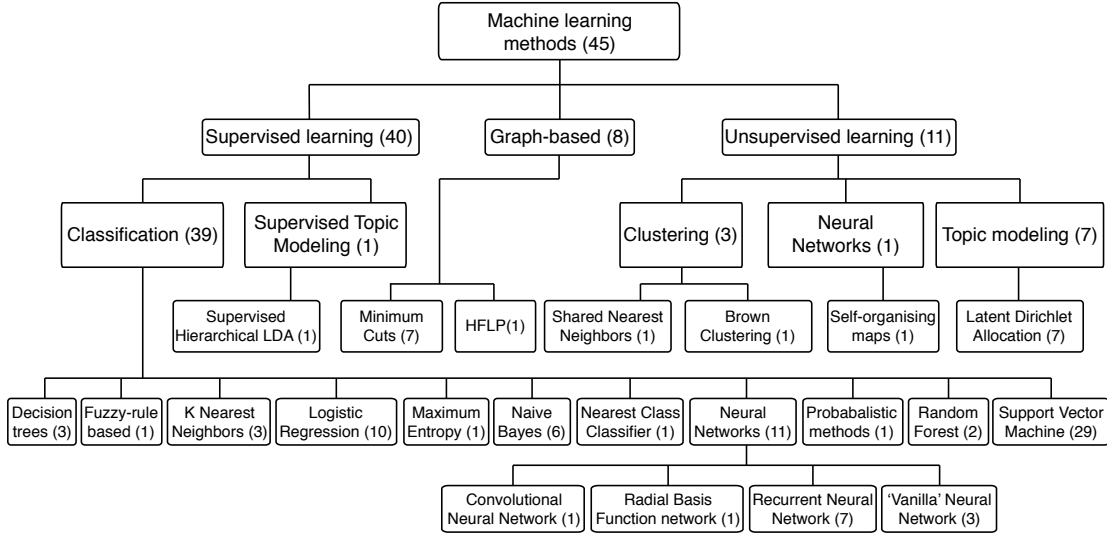 Machine learning
methods (45)
Supervised learning (40)
Graph-based (8)
Unsupervised learning (11)
Classification (39)
Supervised Topic
Modeling (1)
Clustering (3)
Neural
Networks (1)
Topic modeling (7)
Supervised
Hierarchical LDA (1)
Minimum
Cuts (7)
HFLP(1)
Shared Nearest
Neighbors (1)
Brown
Clustering (1)
Self-organising
maps (1)
Latent Dirichlet
Allocation (7)
Decision
trees (3)
Fuzzy-rule
based (1)
K Nearest
Neighbors (3)
Logistic
Regression (10)
Maximum
Entropy (1)
Naive
Bayes (6)
Nearest Class
Classifier (1)
Neural
Networks (11)
Probabalistic
methods (1)
Random
Forest (2)
Support Vector
Machine (29)
Convolutional
Neural Network (1)
Radial Basis
Function network (1)
Recurrent Neural
Network (7)
‘Vanilla’ Neural
Network (3)